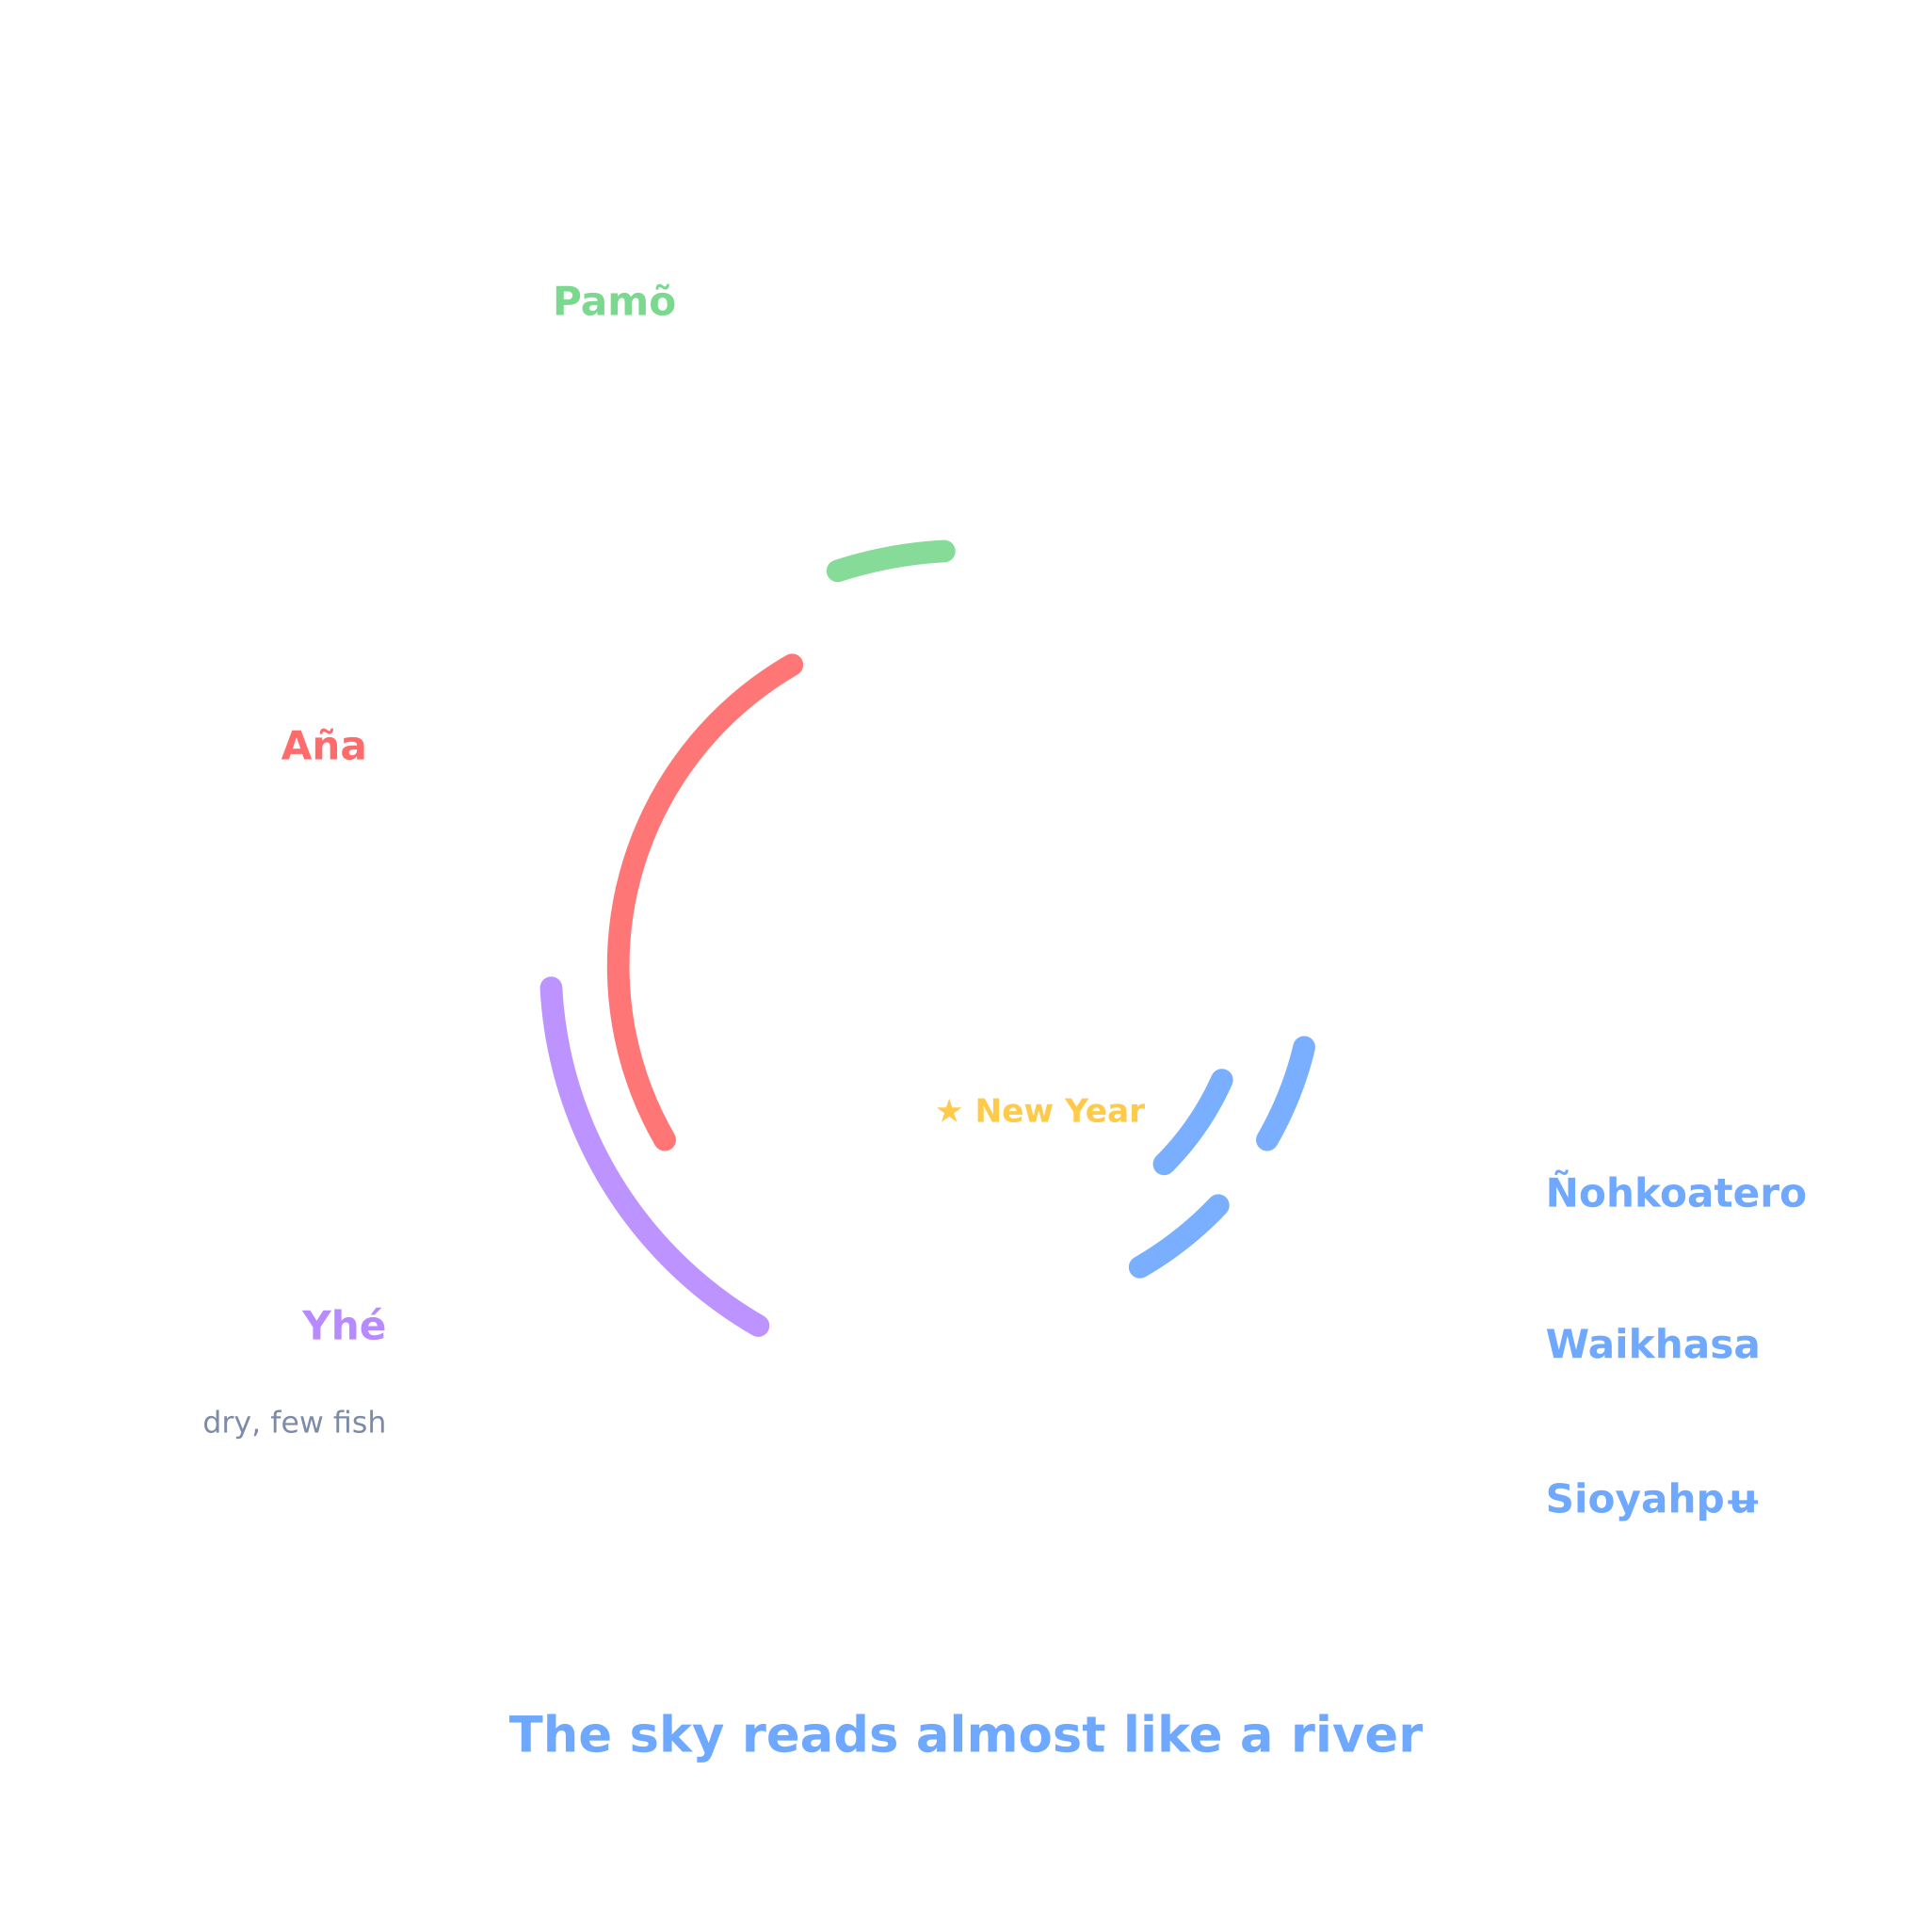 Pamõ
Aña
★ New Year
Ñohkoatero
Yhé
Waikhasa
dry, few fish
Sioyahpʉ
The sky reads almost like a river